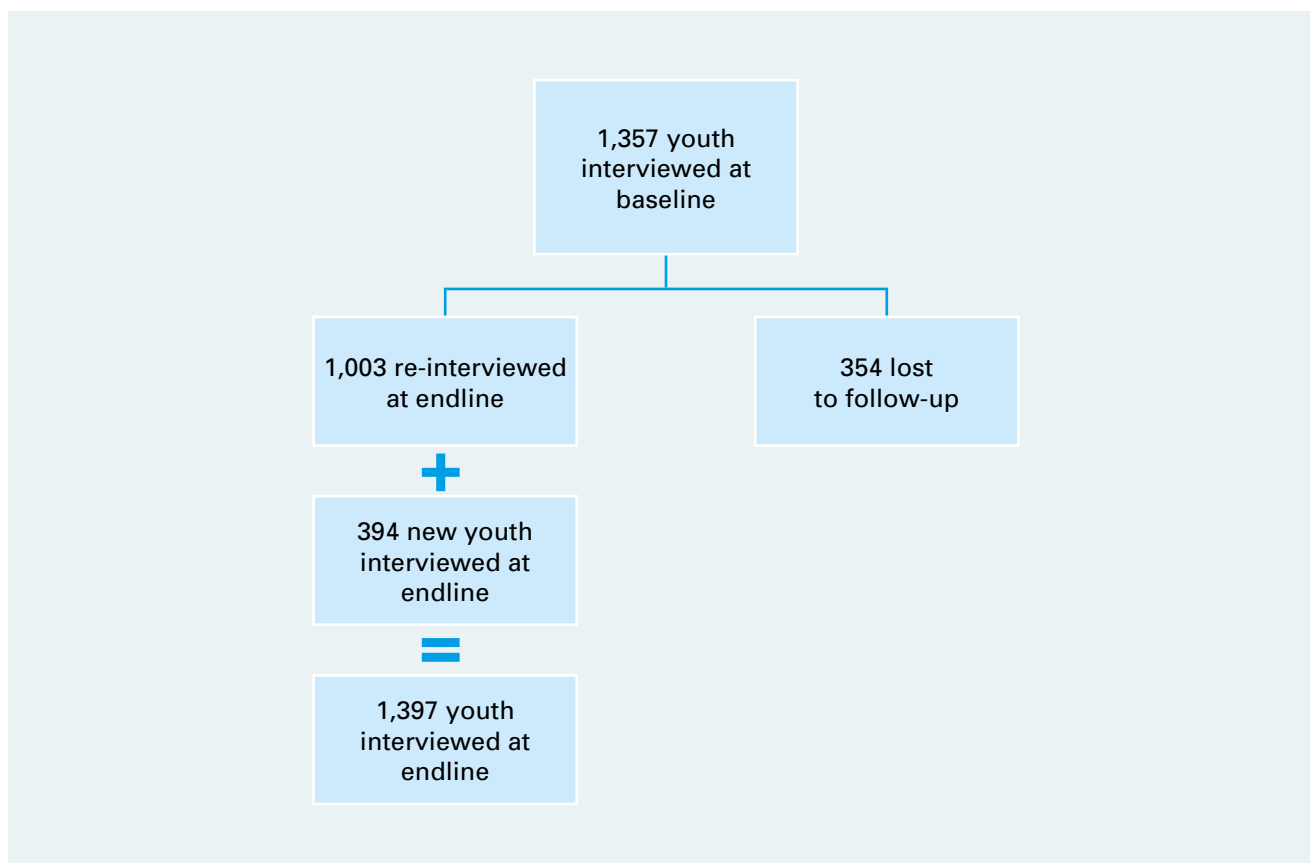 1,357 youth
interviewed at
baseline
1,003 re-interviewed
at endline
354 lost
to follow-up
+
394 new youth
interviewed at
endline
=
1,397 youth
interviewed at
endline